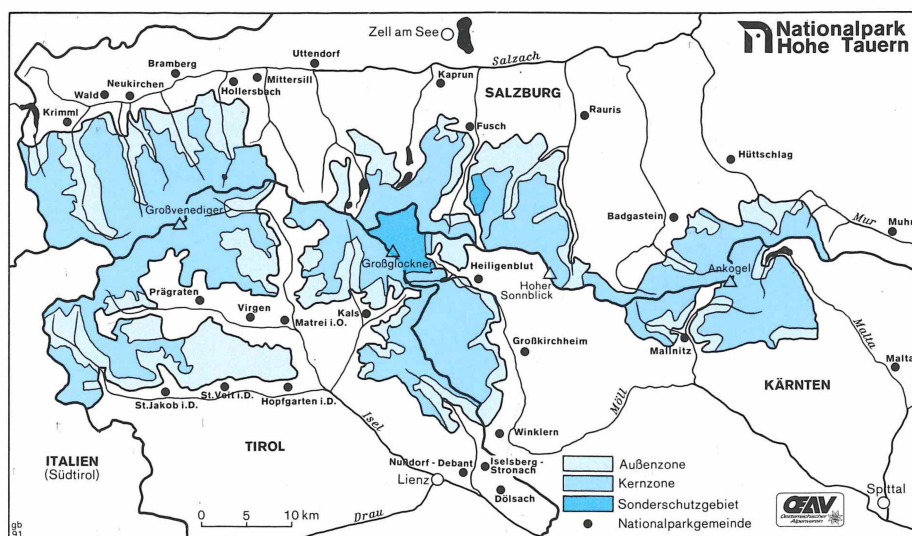 Nationalpark
Hohe Tauern
Zell am See
Salzach
Uttendorf
Bramberg
Mittersill
Neukirchen
Hollersbach
Wald
Krimml
Kaprun
SALZBURG
Rauris
Fusch
Hüttschlag
Badgastein
Mur
Muhr
Großvenediger
Großglockner
Heiligenblut
Hoher
Sonnblick
Ankogel
Prägraten
Virgen
Matrei i.O.
Kals
Großkirchheim
Mallnitz
Malta
Malta
KÄRNTEN
Möll
St.Jakob i.D.
St.Veit i.D.
Hopfgarten i.D.
Isel
Winklern
TIROL
ITALIEN
(Südtirol)
Nußdorf-Debant
Iselsberg-
Stronach
Lienz
Dölsach
Drau
Spittal
0 5 10 km
Außenzone
Kernzone
Sonderschutzgebiet
Nationalparkgemeinde
OEAV
Oesterreichischer
Alpenverein
gb
91